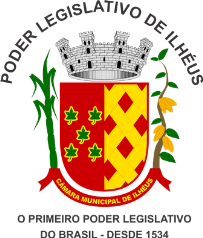 PODER LEGISLATIVO DE ILHÉUS
CÂMARA MUNICIPAL DE ILHÉUS
O PRIMEIRO PODER LEGISLATIVO
DO BRASIL - DESDE 1534